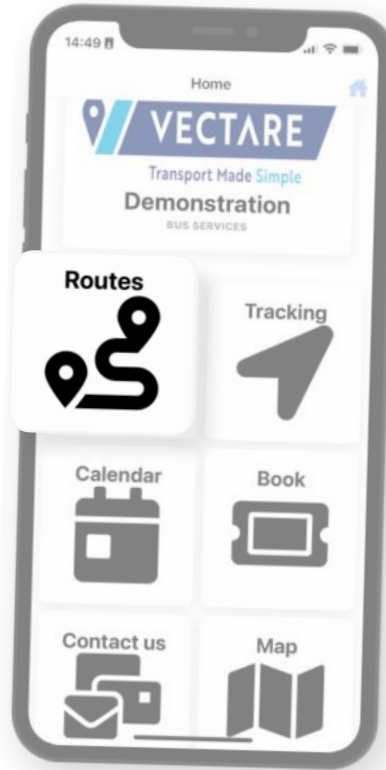 14:49
Home
VECTARE
Transport Made Simple
Demonstration
BUS SERVICES
Routes
Tracking
Calendar
Book
Contact us
Map